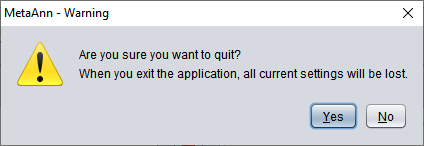 MetaAnn - Warning
Are you sure you want to quit?
When you exit the application, all current settings will be lost.
Yes No